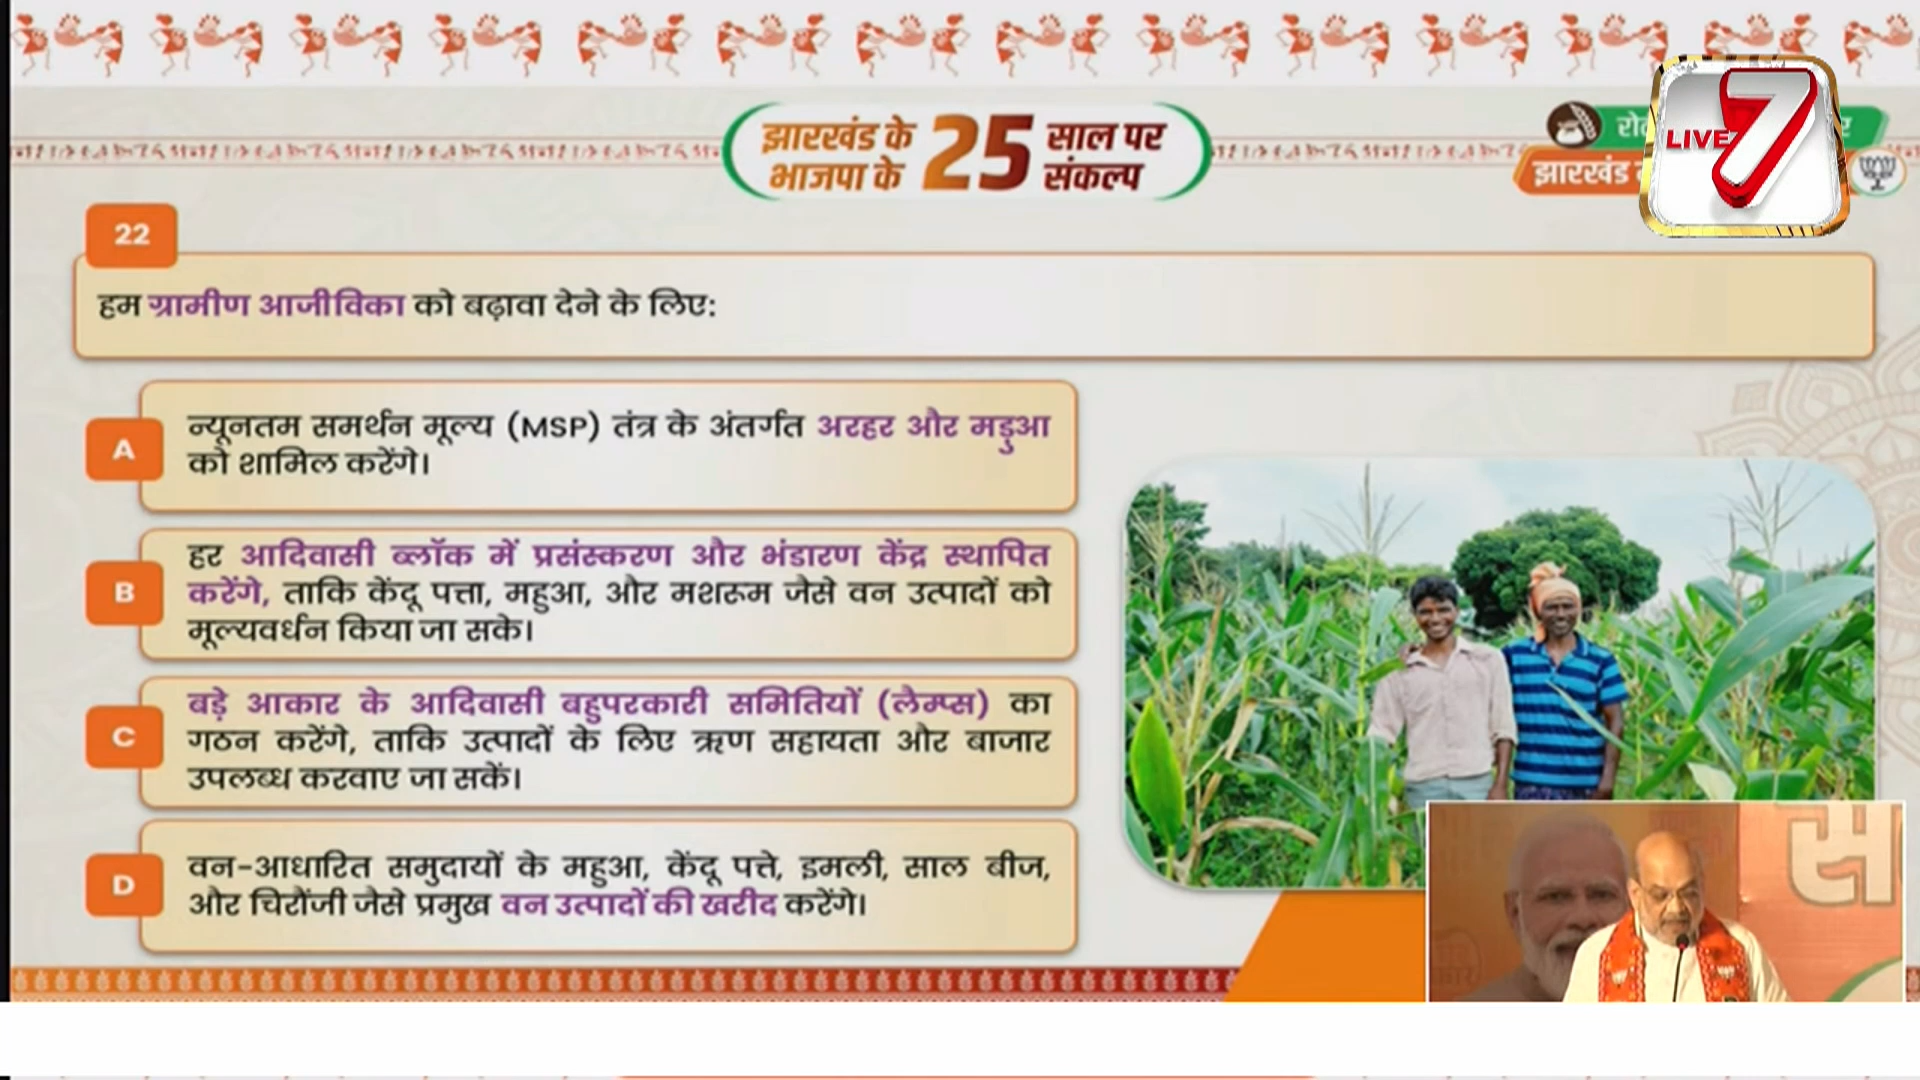 झारखंड के 25 साल पर
भाजपा के संकल्प
झारखंड
LIVE 7
22
हम ग्रामीण आजीविका को बढ़ावा देने के लिए:
A
न्यूनतम समर्थन मूल्य (MSP) तंत्र के अंतर्गत अरहर और मड़ुआ
को शामिल करेंगे।
B
हर आदिवासी ब्लॉक में प्रसंस्करण और भंडारण केंद्र स्थापित
करेंगे, ताकि केंदू पत्ता, महुआ, और मशरूम जैसे वन उत्पादों को
मूल्यवर्धन किया जा सके।
C
बड़े आकार के आदिवासी बहुपरकारी समितियों (लैम्प्स) का
गठन करेंगे, ताकि उत्पादों के लिए ऋण सहायता और बाजार
उपलब्ध करवाए जा सकें।
D
वन-आधारित समुदायों के महुआ, केंदू पत्ते, इमली, साल बीज,
और चिरौंजी जैसे प्रमुख वन उत्पादों की खरीद करेंगे।